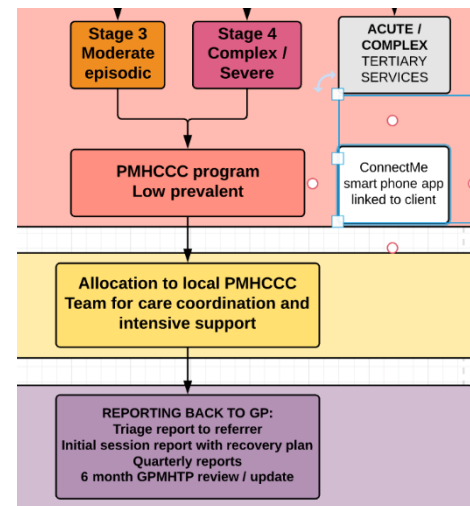 Stage 3
Moderate
episodic
Stage 4
Complex /
Severe
ACUTE /
COMPLEX
TERTIARY
SERVICES
PMHCCC program
Low prevalent
ConnectMe
smart phone app
linked to client
Allocation to local PMHCCC
Team for care coordination and
intensive support
REPORTING BACK TO GP:
Triage report to referrer
Initial session report with recovery plan
Quarterly reports
6 month GPMHTP review / update